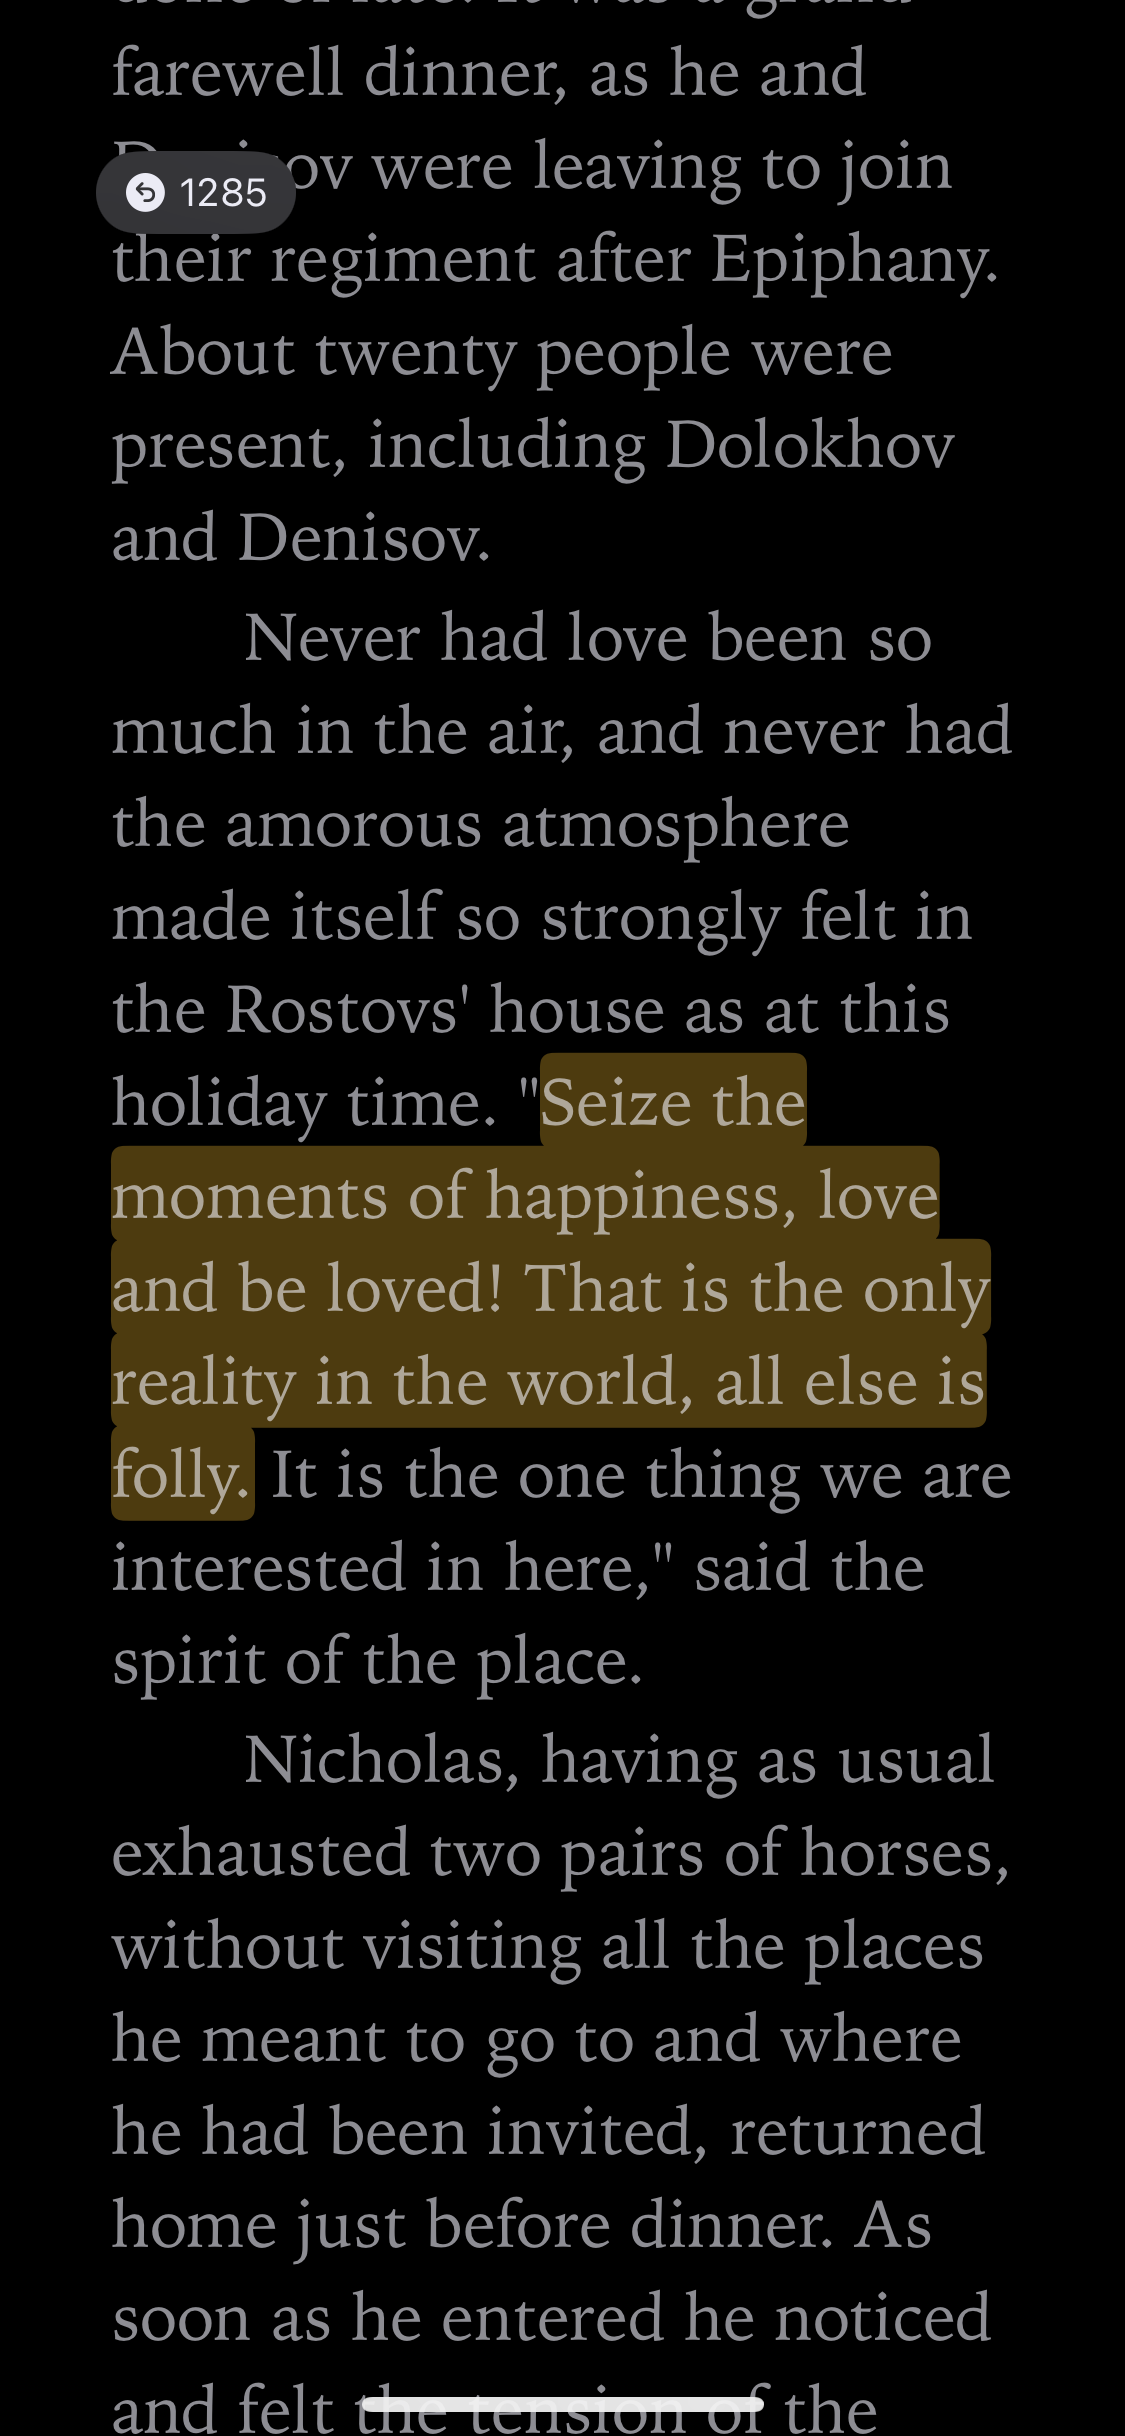 farewell dinner, as he and
were leaving to join
1285
their regiment after Epiphany.
About twenty people were
present, including Dolokhov
and Denisov.
Never had love been so
much in the air, and never had
the amorous atmosphere
made itself so strongly felt in
the Rostovs' house as at this
holiday time. "Seize the
moments of happiness, love
and be loved! That is the only
reality in the world, all else is
folly. It is the one thing we are
interested in here," said the
spirit of the place.
Nicholas, having as usual
exhausted two pairs of horses,
without visiting all the places
he meant to go to and where
he had been invited, returned
home just before dinner. As
soon as he entered he noticed
and felt the tension of the